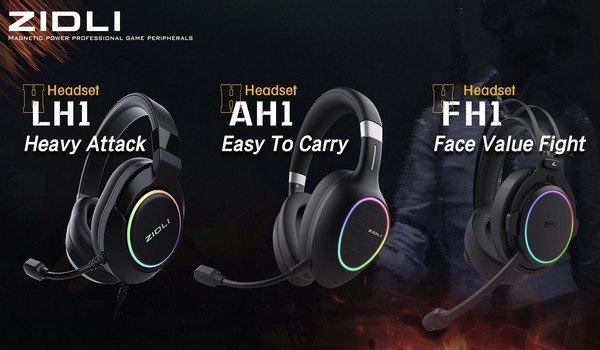 ZIDLI
MAGNETIC POWER PROFESSIONAL GAME PERIPHERALS
H Headset
LH1
Heavy Attack
H Headset
AH1
Easy To Carry
H Headset
FH1
Face Value Fight
ZIDLI
ZIDLI
ZIDLI